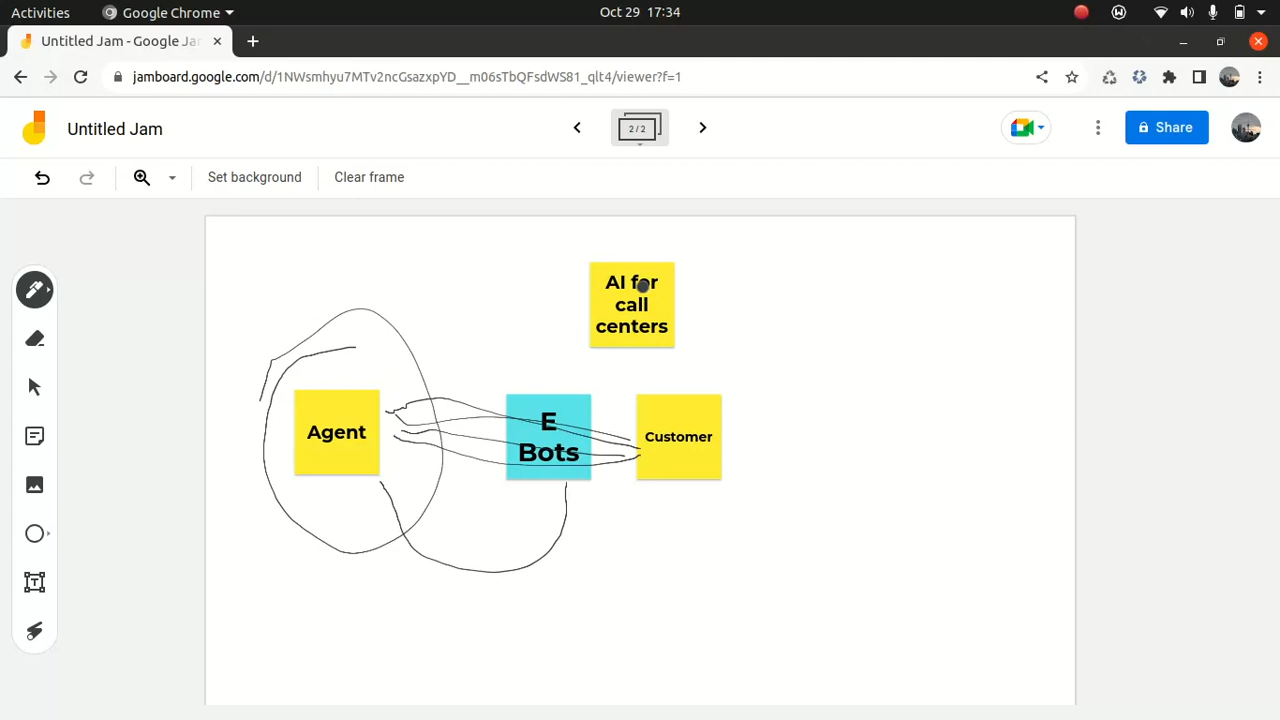 Activities
Google Chrome
Oct 29 17:34
Untitled Jam - Google Jar
jamboard.google.com/d/1NWsmhyu7MTv2ncGsazxpYD__m06sTbQFsdWS81_qlt4/viewer?f=1
Untitled Jam
2 / 2
Share
Set background
Clear frame
AI for
call
centers
Agent
E
Bots
Customer